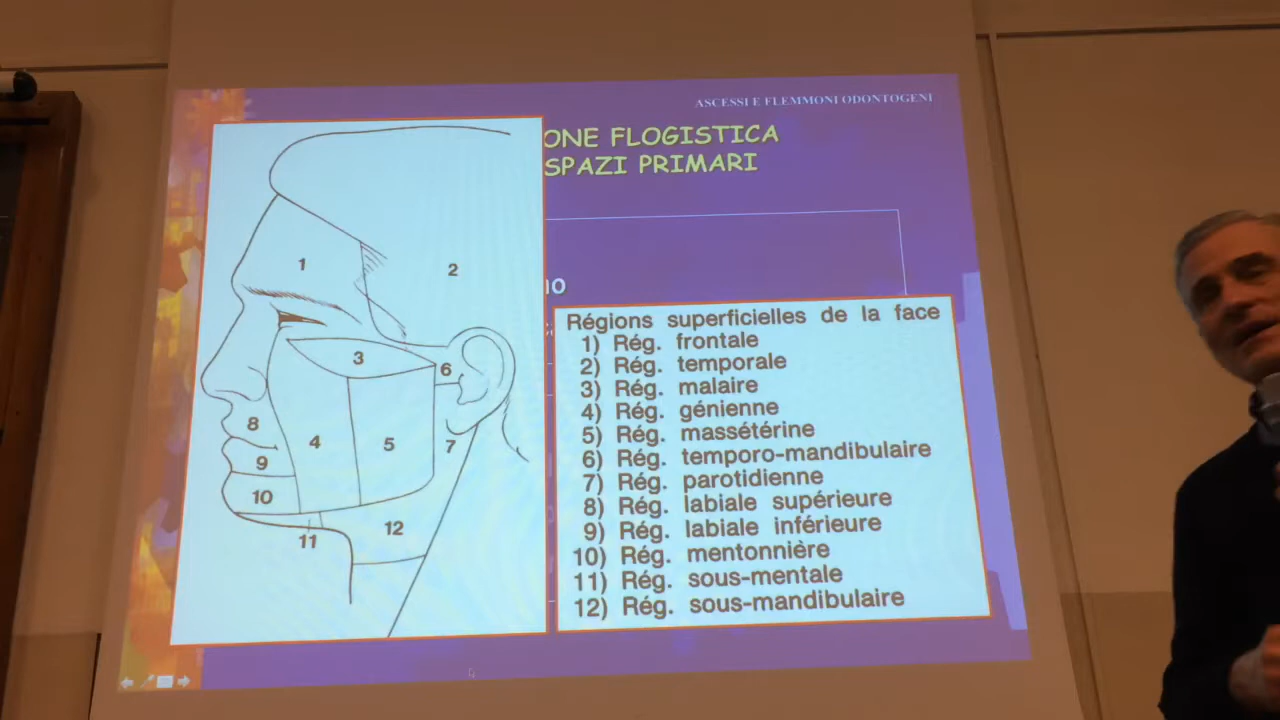 ASCESSI E FLEMMONI ODONTOGENI
ONE FLOGISTICA
SPAZI PRIMARI
1
2
3
6
8
4
5
7
9
10
12
11
Régions superficielles de la face
1) Rég. frontale
2) Rég. temporale
3) Rég. malaire
4) Rég. génienne
5) Rég. massétérine
6) Rég. temporo-mandibulaire
7) Rég. parotidienne
8) Rég. labiale supérieure
9) Rég. labiale inférieure
10) Rég. mentonnière
11) Rég. sous-mentale
12) Rég. sous-mandibulaire